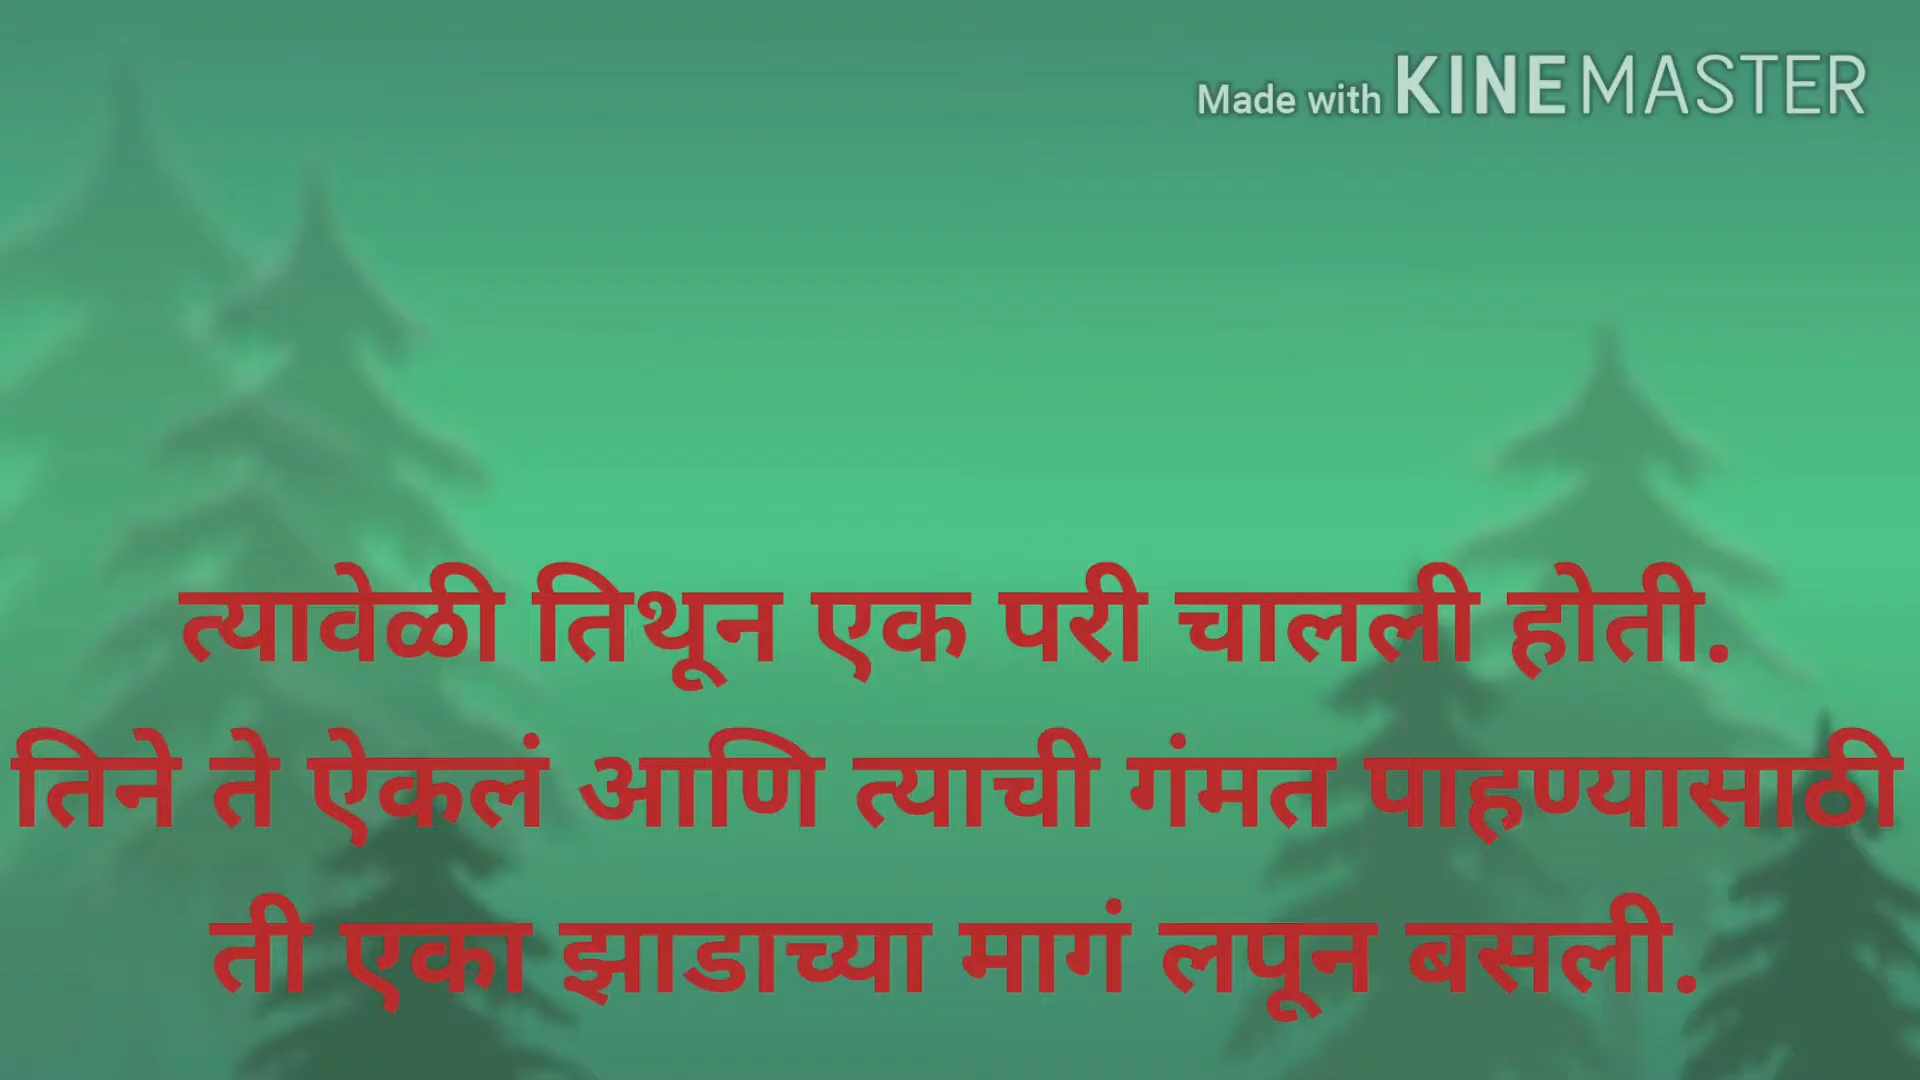 Made with KINEMASTER
त्यावेळी तिथून एक परी चालली होती.
तिने ते ऐकलं आणि त्याची गंमत पाहण्यासाठी
ती एका झाडाच्या मागं लपून बसली.